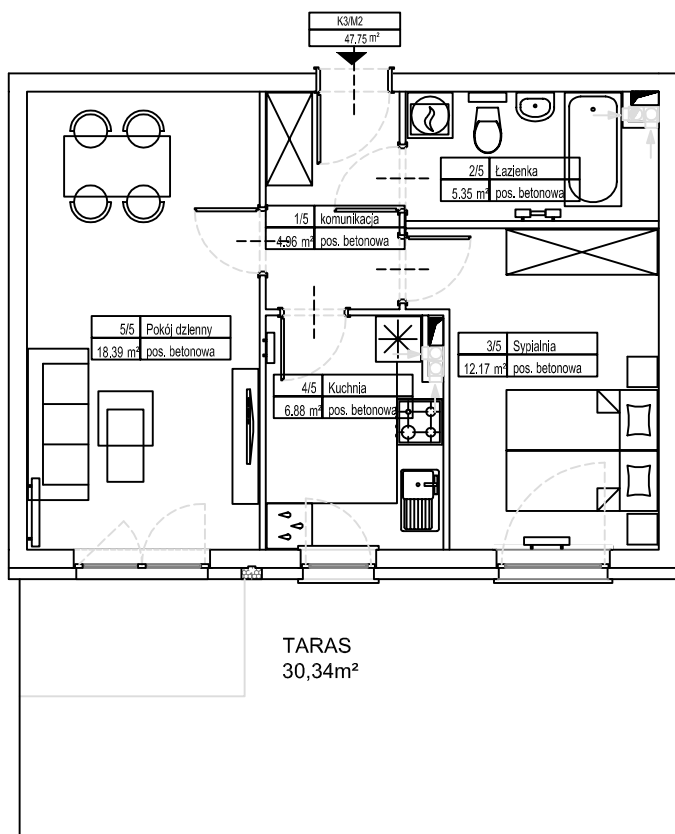 K3/M2
47.75 m²
2/5 Łazienka
5.35 m² pos. betonowa
1/5 komunikacja
4.96 m² pos. betonowa
5/5 Pokój dzienny
18.39 m² pos. betonowa
3/5 Sypialnia
12.17 m² pos. betonowa
4/5 Kuchnia
6.88 m² pos. betonowa
TARAS
30,34m²